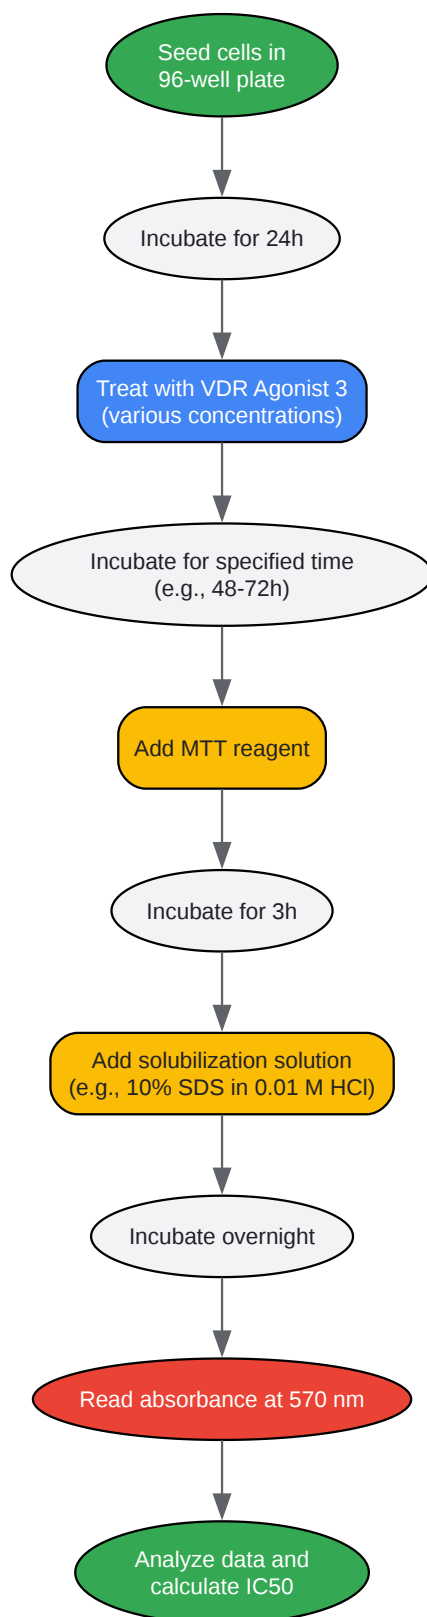 Seed cells in
96-well plate
Incubate for 24h
Treat with VDR Agonist 3
(various concentrations)
Incubate for specified time
(e.g., 48-72h)
Add MTT reagent
Incubate for 3h
Add solubilization solution
(e.g., 10% SDS in 0.01 M HCl)
Incubate overnight
Read absorbance at 570 nm
Analyze data and
calculate IC50